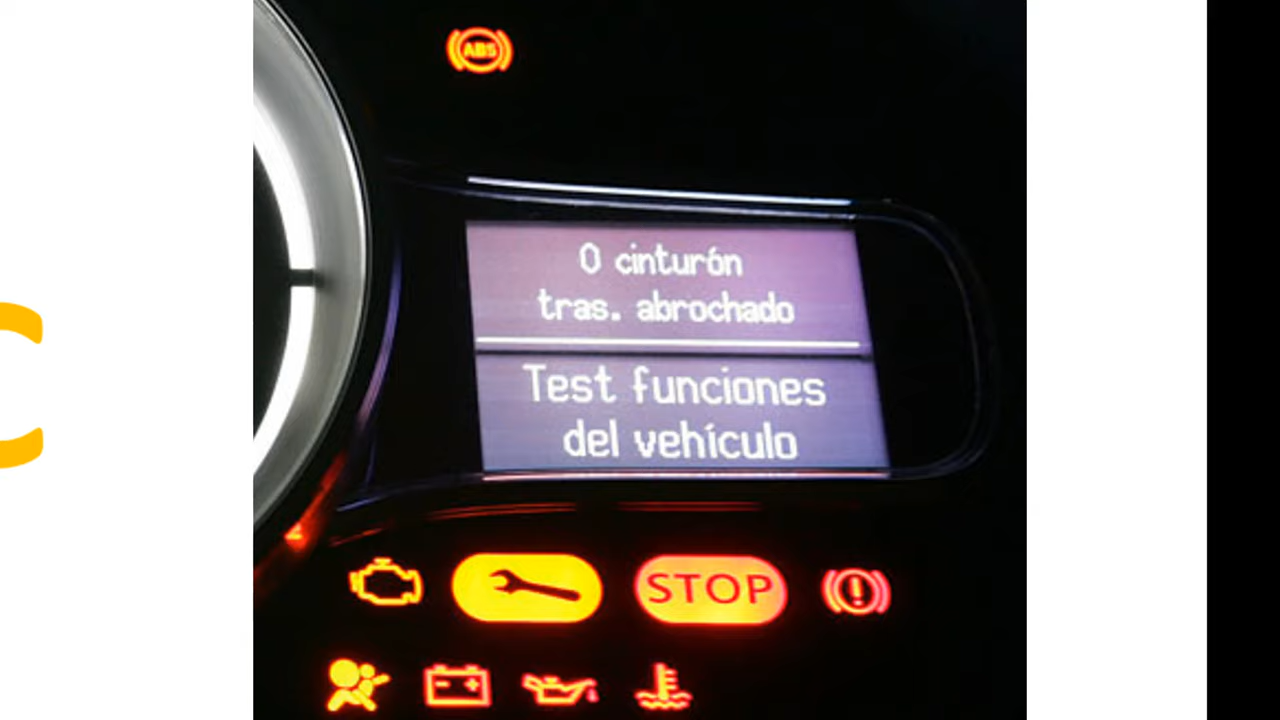 ABS
0 cinturón
tras. abrochado
Test funciones
del vehículo
STOP